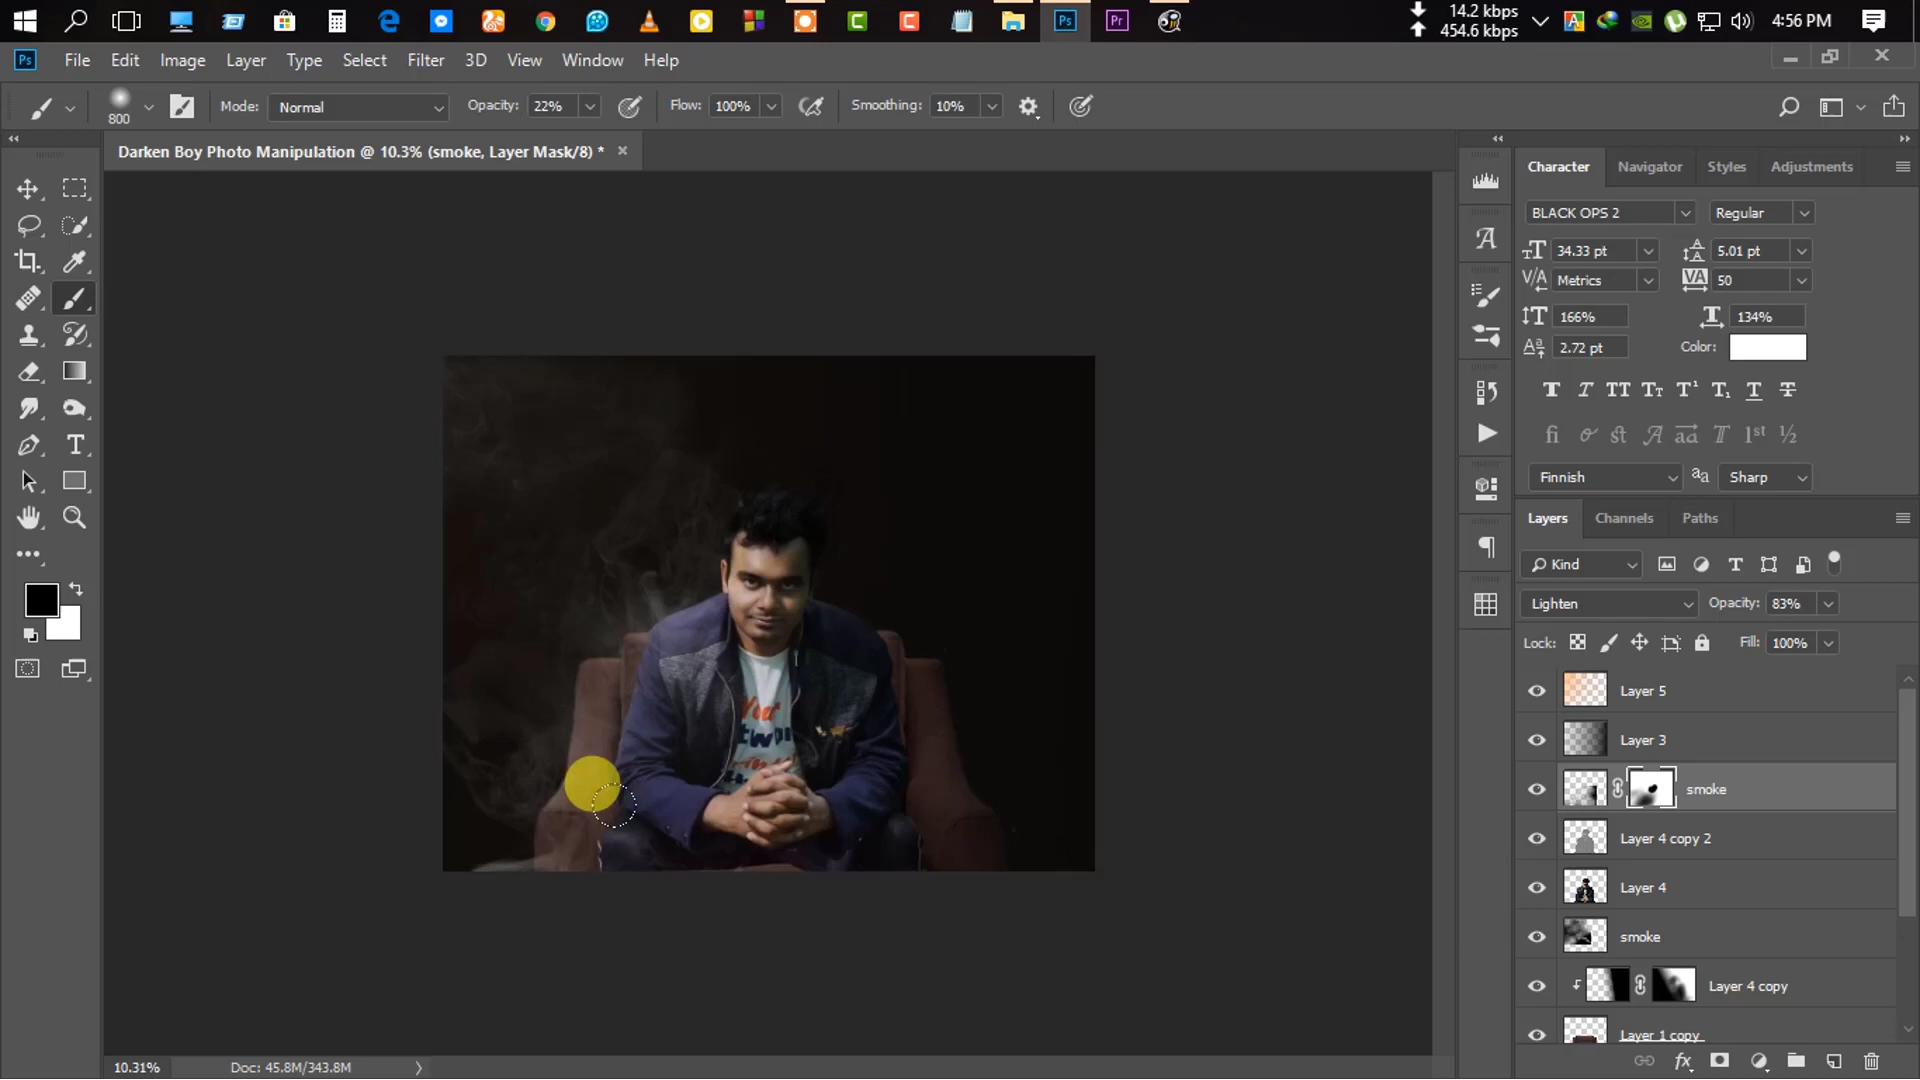 14.2 kbps
454.6 kbps
4:56 PM
File Edit Image Layer Type Select Filter 3D View Window Help
800 Mode: Normal Opacity: 22% Flow: 100% Smoothing: 10%
Darken Boy Photo Manipulation @ 10.3% (smoke, Layer Mask/8) *
Character Navigator Styles Adjustments
BLACK OPS 2 Regular
34.33 pt 5.01 pt
Metrics 50
166% 134%
2.72 pt Color:
Finnish Sharp
Layers Channels Paths
Kind
Lighten Opacity: 83%
Lock: Fill: 100%
Layer 5
Layer 3
smoke
Layer 4 copy 2
Layer 4
smoke
Layer 4 copy
Layer 1 copy
10.31% Doc: 45.8M/343.8M